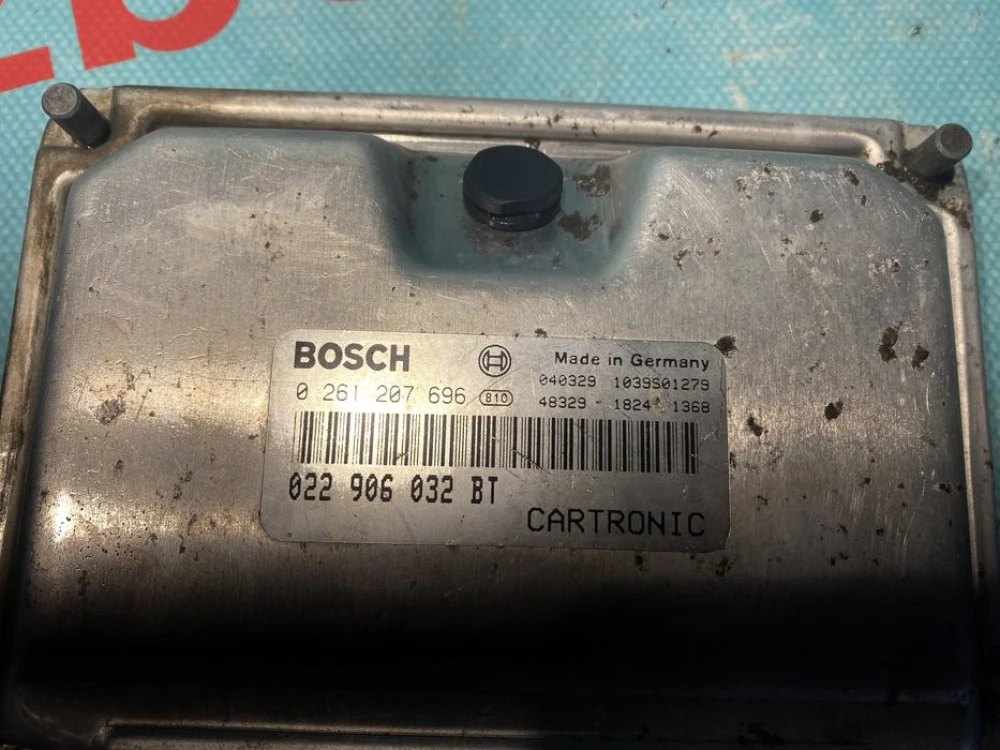 BOSCH
Made in Germany
0 261 207 696 810
040329 1039S01279
48329 - 1824 1368
022 906 032 BT
CARTRONIC